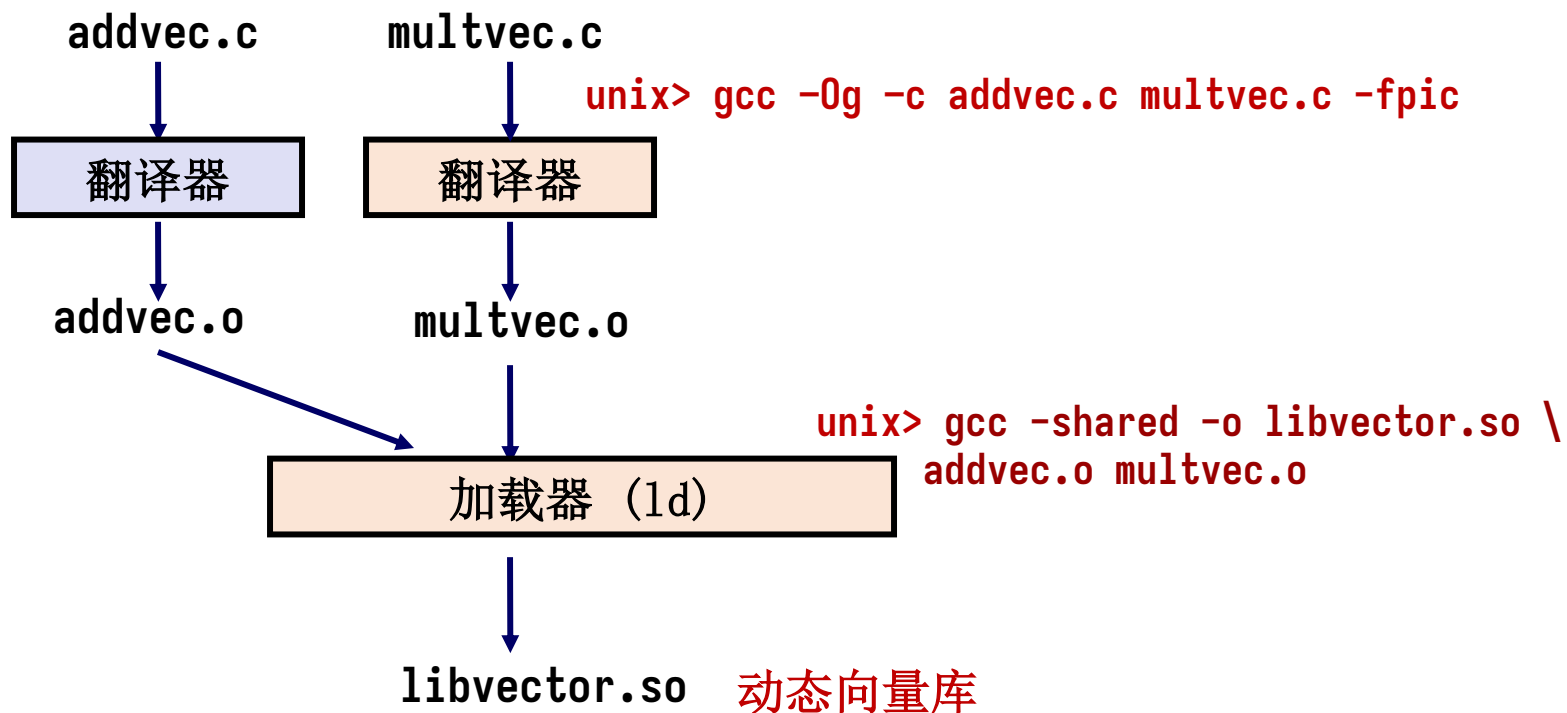 addvec.c multvec.c
unix> gcc -Og -c addvec.c multvec.c -fpic
翻译器 翻译器
addvec.o multvec.o
unix> gcc -shared -o libvector.so \
addvec.o multvec.o
加载器 (ld)
libvector.so 动态向量库